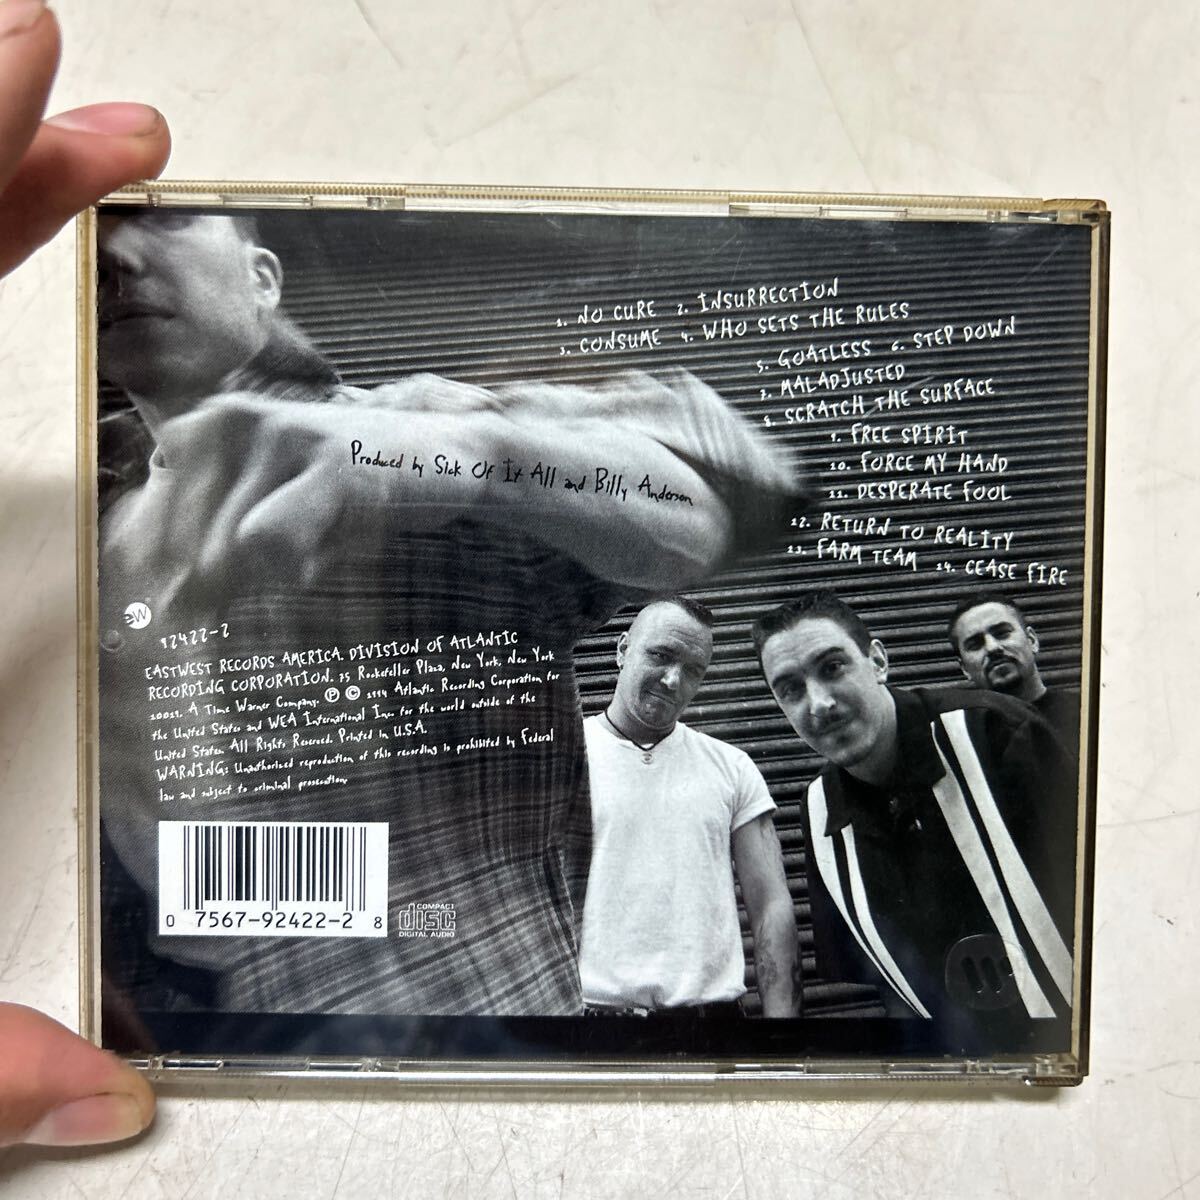 1. NO CURE 2. INSURRECTION
3. CONSUME 4. WHO SETS THE RULES
5. GOATLESS 6. STEP DOWN
7. MALADJUSTED
8. SCRATCH THE SURFACE
9. FREE SPIRIT
10. FORCE MY HAND
11. DESPERATE FOOL
12. RETURN TO REALITY
13. FARM TEAM 14. CEASE FIRE
Produced by Sick Of It All and Billy Anderson
ew
92422-2
EASTWEST RECORDS AMERICA. DIVISION OF ATLANTIC
RECORDING CORPORATION. 75 Rockefeller Plaza, New York, New York
10019. A Time Warner Company. ℗ © 1994 Atlantic Recording Corporation for
the United States and WEA International Inc. for the world outside of the
United States. All Rights Reserved. Printed in U.S.A.
WARNING: Unauthorized reproduction of this recording is prohibited by Federal
law and subject to criminal prosecution.
0 7567-92422-2 8
COMPACT
disc
DIGITAL AUDIO